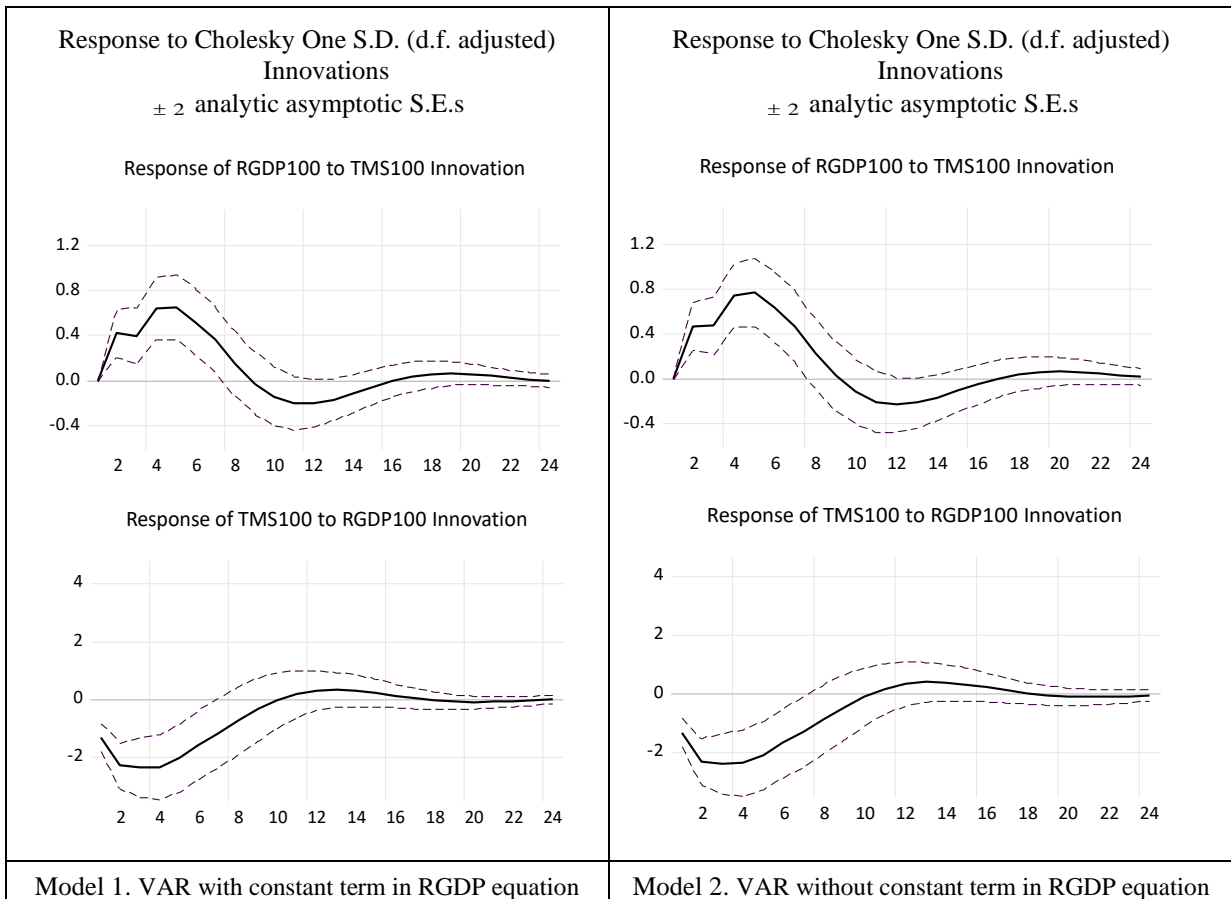 Response to Cholesky One S.D. (d.f. adjusted)
Innovations
± 2 analytic asymptotic S.E.s
Response of RGDP100 to TMS100 Innovation
1.2
0.8
0.4
0.0
-0.4
2 4 6 8 10 12 14 16 18 20 22 24
Response of TMS100 to RGDP100 Innovation
4
2
0
-2
2 4 6 8 10 12 14 16 18 20 22 24
Model 1. VAR with constant term in RGDP equation
Response to Cholesky One S.D. (d.f. adjusted)
Innovations
± 2 analytic asymptotic S.E.s
Response of RGDP100 to TMS100 Innovation
1.2
0.8
0.4
0.0
-0.4
2 4 6 8 10 12 14 16 18 20 22 24
Response of TMS100 to RGDP100 Innovation
4
2
0
-2
2 4 6 8 10 12 14 16 18 20 22 24
Model 2. VAR without constant term in RGDP equation